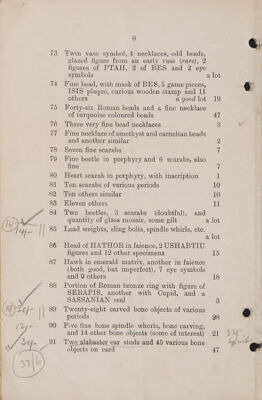 8
73 Twin vase symbol, 4 necklaces, odd beads,
glazed figure from an early vase (rare), 2
figures of PTAH, 2 of BES and 2 eye
symbols a lot
74 Fine bead, with mask of BES, 5 game pieces,
ISIS plaque, curious wooden stamp and 11
others a good lot 19
75 Forty-six Roman beads and a fine necklace
of turquoise coloured beads 47
76 Three very fine bead necklaces 3
77 Fine necklace of amethyst and carnelian beads
and another similar 2
78 Seven fine scarabs 7
79 Fine beetle in porphyry and 6 scarabs, also
fine 7
80 Heart scarab in porphyry, with inscription 1
81 Ten scarabs of various periods 10
82 Ten others similar 10
83 Eleven others 11
84 Two beetles, 3 scarabs (doubtful), and
quantity of glass mosaic, some gilt a lot
85 Lead weights, sling bolts, spindle whirls, etc.
a lot
86 Head of HATHOR in faience, 2 USHABTIU
figures and 12 other specimens 15
87 Hawk in emerald matrix, another in faience
(both good, but imperfect), 7 eye symbols
and 9 others 18
88 Portion of Roman bronze ring with figure of
SERAPIS, another with Cupid, and a
SASSANIAN seal 3
89 Twenty-eight carved bone objects of various
periods 28
90 Five fine bone spindle whorls, bone carving,
and 14 other bone objects (some of interest) 21
91 Two alabaster ear studs and 45 various bone
objects on card 47